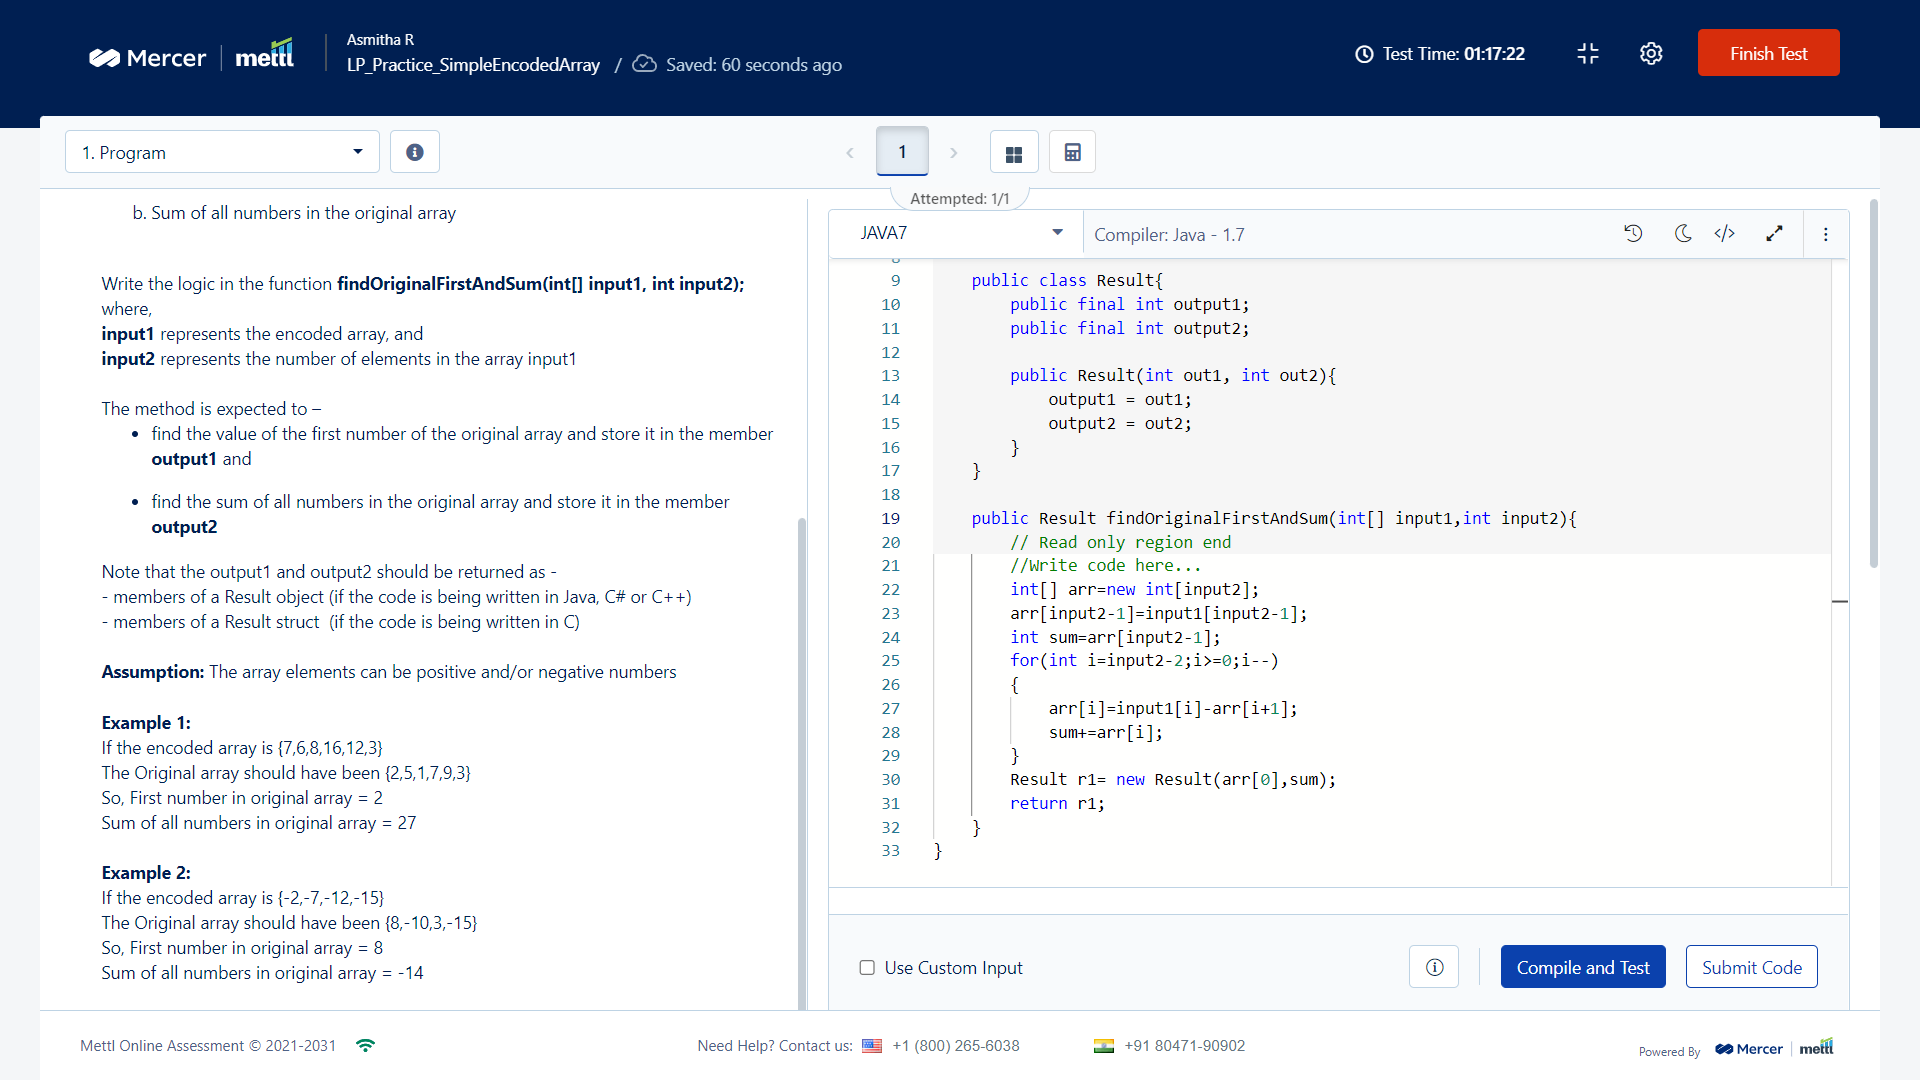 Mercer
mettl
Asmitha R
LP_Practice_SimpleEncodedArray / Saved: 60 seconds ago
Test Time: 01:17:22
Finish Test
1. Program
1
Attempted: 1/1
b. Sum of all numbers in the original array
Write the logic in the function findOriginalFirstAndSum(int[] input1, int input2);
where,
input1 represents the encoded array, and
input2 represents the number of elements in the array input1
The method is expected to –
• find the value of the first number of the original array and store it in the member
output1 and
• find the sum of all numbers in the original array and store it in the member
output2
Note that the output1 and output2 should be returned as -
- members of a Result object (if the code is being written in Java, C# or C++)
- members of a Result struct (if the code is being written in C)
Assumption: The array elements can be positive and/or negative numbers
Example 1:
If the encoded array is {7,6,8,16,12,3}
The Original array should have been {2,5,1,7,9,3}
So, First number in original array = 2
Sum of all numbers in original array = 27
Example 2:
If the encoded array is {-2,-7,-12,-15}
The Original array should have been {8,-10,3,-15}
So, First number in original array = 8
Sum of all numbers in original array = -14
JAVA7
Compiler: Java - 1.7
8
9 public class Result{
10 public final int output1;
11 public final int output2;
12
13 public Result(int out1, int out2){
14 output1 = out1;
15 output2 = out2;
16 }
17 }
18
19 public Result findOriginalFirstAndSum(int[] input1,int input2){
20 // Read only region end
21 //Write code here...
22 int[] arr=new int[input2];
23 arr[input2-1]=input1[input2-1];
24 int sum=arr[input2-1];
25 for(int i=input2-2;i>=0;i--)
26 {
27 arr[i]=input1[i]-arr[i+1];
28 sum+=arr[i];
29 }
30 Result r1= new Result(arr[0],sum);
31 return r1;
32 }
33 }
Use Custom Input
Compile and Test
Submit Code
Mettl Online Assessment © 2021-2031
Need Help? Contact us: +1 (800) 265-6038
+91 80471-90902
Powered By Mercer mettl